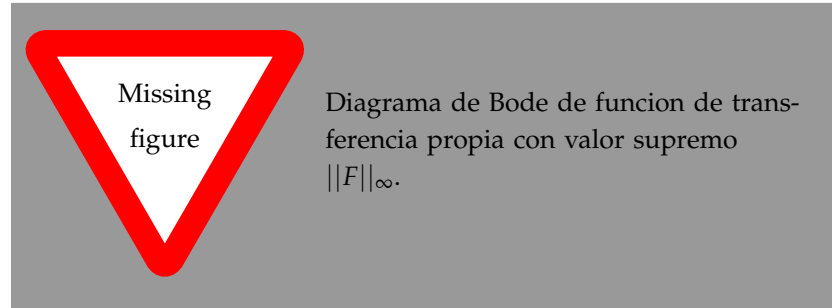 Missing
figure
Diagrama de Bode de funcion de trans-
ferencia propia con valor supremo
||F||∞.